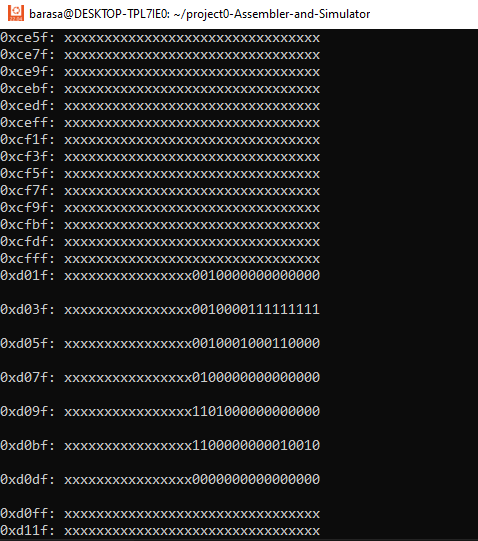 barasa@DESKTOP-TPL7IE0: ~/project0-Assembler-and-Simulator
0xce5f: xxxxxxxxxxxxxxxxxxxxxxxxxxxxxxxx
0xce7f: xxxxxxxxxxxxxxxxxxxxxxxxxxxxxxxx
0xce9f: xxxxxxxxxxxxxxxxxxxxxxxxxxxxxxxx
0xcebf: xxxxxxxxxxxxxxxxxxxxxxxxxxxxxxxx
0xcedf: xxxxxxxxxxxxxxxxxxxxxxxxxxxxxxxx
0xceff: xxxxxxxxxxxxxxxxxxxxxxxxxxxxxxxx
0xcf1f: xxxxxxxxxxxxxxxxxxxxxxxxxxxxxxxx
0xcf3f: xxxxxxxxxxxxxxxxxxxxxxxxxxxxxxxx
0xcf5f: xxxxxxxxxxxxxxxxxxxxxxxxxxxxxxxx
0xcf7f: xxxxxxxxxxxxxxxxxxxxxxxxxxxxxxxx
0xcf9f: xxxxxxxxxxxxxxxxxxxxxxxxxxxxxxxx
0xcfbf: xxxxxxxxxxxxxxxxxxxxxxxxxxxxxxxx
0xcfdf: xxxxxxxxxxxxxxxxxxxxxxxxxxxxxxxx
0xcfff: xxxxxxxxxxxxxxxxxxxxxxxxxxxxxxxx
0xd01f: xxxxxxxxxxxxxxxx0010000000000000
0xd03f: xxxxxxxxxxxxxxxx0010000111111111
0xd05f: xxxxxxxxxxxxxxxx0010001000110000
0xd07f: xxxxxxxxxxxxxxxx0100000000000000
0xd09f: xxxxxxxxxxxxxxxx1101000000000000
0xd0bf: xxxxxxxxxxxxxxxx1100000000010010
0xd0df: xxxxxxxxxxxxxxxx0000000000000000
0xd0ff: xxxxxxxxxxxxxxxxxxxxxxxxxxxxxxxx
0xd11f: xxxxxxxxxxxxxxxxxxxxxxxxxxxxxxxx